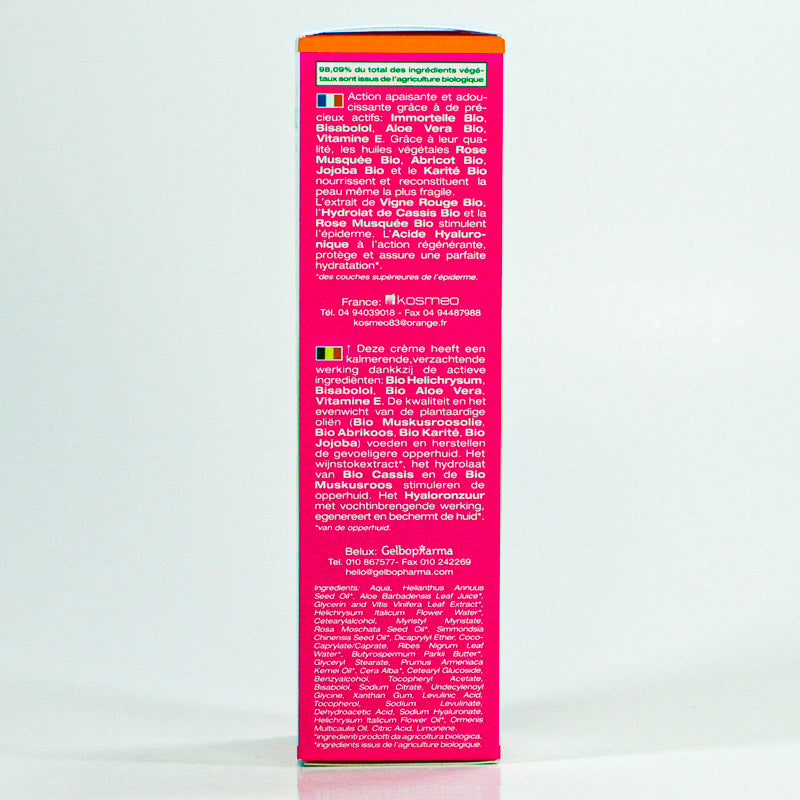 98,09% du total des ingrédients végé-
taux sont issus de l'agriculture biologique
Action apaisante et adou-
cissante grâce à de pré-
cieux actifs: Immortelle Bio,
Bisabolol, Aloe Vera Bio,
Vitamine E. Grâce à leur qua-
lité, les huiles végétales Rose
Musquée Bio, Abricot Bio,
Jojoba Bio et le Karité Bio
nourrissent et reconstituent la
peau même la plus fragile.
L'extrait de Vigne Rouge Bio,
l'Hydrolat de Cassis Bio et la
Rose Musquée Bio stimulent
l'épiderme. L'Acide Hyaluro-
nique à l'action régénérante,
protège et assure une parfaite
hydratation*.
*des couches supérieures de l'épiderme.
France: kosmeo
Tél. 04 94039018 - Fax 04 94487988
kosmeo83@orange.fr
Deze crème heeft een
kalmerende,verzachtende
werking dankkzij de actieve
ingrediënten: Bio Helichrysum,
Bisabolol, Bio Aloe Vera,
Vitamine E. De kwaliteit en het
evenwicht van de plantaardige
oliën (Bio Muskusroosolie,
Bio Abrikoos, Bio Karité, Bio
Jojoba) voeden en herstellen
de gevoeligere opperhuid. Het
wijnstokextract*, het hydrolaat
van Bio Cassis en de Bio
Muskusroos stimuleren de
opperhuid. Het Hyaloronzuur
met vochtinbrengende werking,
egenereert en bechermt de huid*.
*van de opperhuid.
Belux: Gelbopharma
Tel. 010 867577- Fax 010 242269
hello@gelbopharma.com
Ingredients: Aqua, Helianthus Annuus
Seed Oil*, Aloe Barbadensis Leaf Juice*,
Glycerin and Vitis Vinifera Leaf Extract*,
Helichrysum Italicum Flower Water*,
Cetearylalcohol, Myristyl Myristate,
Rosa Moschata Seed Oil*, Simmondsia
Chinensis Seed Oil*, Dicaprylyl Ether, Coco-
Caprylate/Caprate, Ribes Nigrum Leaf
Water*, Butyrospermum Parkii Butter*,
Glyceryl Stearate, Prumus Armeniaca
Kernel Oil*, Cera Alba*, Cetearyl Glucoside,
Benzyalcohol, Tocopheryl Acetate,
Bisabolol, Sodium Citrate, Undecylenoyl
Glycine, Xanthan Gum, Levulinic Acid,
Tocopherol, Sodium Levulinate,
Dehydroacetic Acid, Sodium Hyaluronate,
Helichrysum Italicum Flower Oil*, Ormenis
Multicaulis Oil, Citric Acid, Limonene.
*ingredienti prodotti da agricoltura biologica.
*ingrédients issus de l'agriculture biologique.